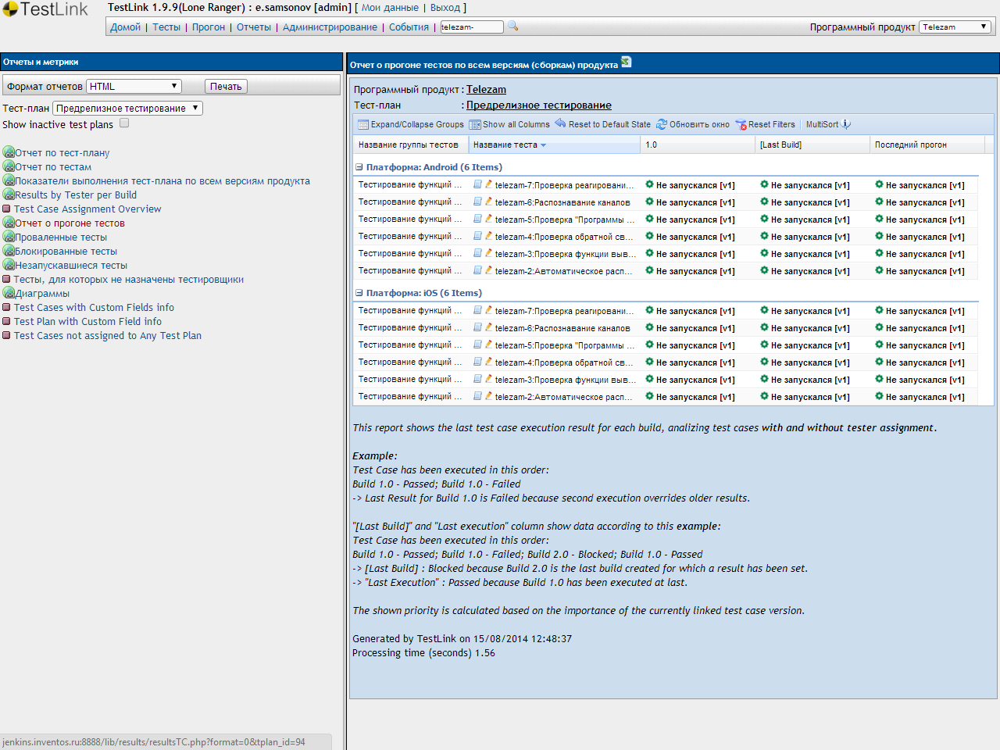 TestLink
TestLink 1.9.9(Lone Ranger) : e.samsonov [admin] [ Мои данные | Выход ]
Домой | Тесты | Прогон | Отчеты | Администрирование | События | telezam-
Программный продукт Telezam
Отчеты и метрики
Формат отчетов HTML Печать
Тест-план Предрелизное тестирование
Show inactive test plans
Отчет по тест-плану
Отчет по тестам
Показатели выполнения тест-плана по всем версиям продукта
Results by Tester per Build
Test Case Assignment Overview
Отчет о прогоне тестов
Проваленные тесты
Блокированные тесты
Незапускавшиеся тесты
Тесты, для которых не назначены тестировщики
Диаграммы
Test Cases with Custom Fields info
Test Plan with Custom Field info
Test Cases not assigned to Any Test Plan
jenkins.inventos.ru:8888/lib/results/resultsTC.php?format=0&tplan_id=94
Отчет о прогоне тестов по всем версиям (сборкам) продукта
Программный продукт : Telezam
Тест-план : Предрелизное тестирование
Expand/Collapse Groups Show all Columns Reset to Default State Обновить окно Reset Filters MultiSort
Название группы тестов Название теста 1.0 [Last Build] Последний прогон
Платформа: Android (6 Items)
Тестирование функций ... telezam-7:Проверка реагировани... Не запускался [v1] Не запускался [v1] Не запускался [v1]
Тестирование функций ... telezam-6:Распознавание каналов Не запускался [v1] Не запускался [v1] Не запускался [v1]
Тестирование функций ... telezam-5:Проверка "Программы ... Не запускался [v1] Не запускался [v1] Не запускался [v1]
Тестирование функций ... telezam-4:Проверка обратной св... Не запускался [v1] Не запускался [v1] Не запускался [v1]
Тестирование функций ... telezam-3:Проверка функции выв... Не запускался [v1] Не запускался [v1] Не запускался [v1]
Тестирование функций ... telezam-2:Автоматическое расп... Не запускался [v1] Не запускался [v1] Не запускался [v1]
Платформа: iOS (6 Items)
Тестирование функций ... telezam-7:Проверка реагировани... Не запускался [v1] Не запускался [v1] Не запускался [v1]
Тестирование функций ... telezam-6:Распознавание каналов Не запускался [v1] Не запускался [v1] Не запускался [v1]
Тестирование функций ... telezam-5:Проверка "Программы ... Не запускался [v1] Не запускался [v1] Не запускался [v1]
Тестирование функций ... telezam-4:Проверка обратной св... Не запускался [v1] Не запускался [v1] Не запускался [v1]
Тестирование функций ... telezam-3:Проверка функции выв... Не запускался [v1] Не запускался [v1] Не запускался [v1]
Тестирование функций ... telezam-2:Автоматическое расп... Не запускался [v1] Не запускался [v1] Не запускался [v1]
This report shows the last test case execution result for each build, analizing test cases with and without tester assignment.
Example:
Test Case has been executed in this order:
Build 1.0 - Passed; Build 1.0 - Failed
-> Last Result for Build 1.0 is Failed because second execution overrides older results.
"[Last Build]" and "Last execution" column show data according to this example:
Test Case has been executed in this order:
Build 1.0 - Passed; Build 1.0 - Failed; Build 2.0 - Blocked; Build 1.0 - Passed
-> [Last Build] : Blocked because Build 2.0 is the last build created for which a result has been set.
-> "Last Execution" : Passed because Build 1.0 has been executed at last.
The shown priority is calculated based on the importance of the currently linked test case version.
Generated by TestLink on 15/08/2014 12:48:37
Processing time (seconds) 1.56